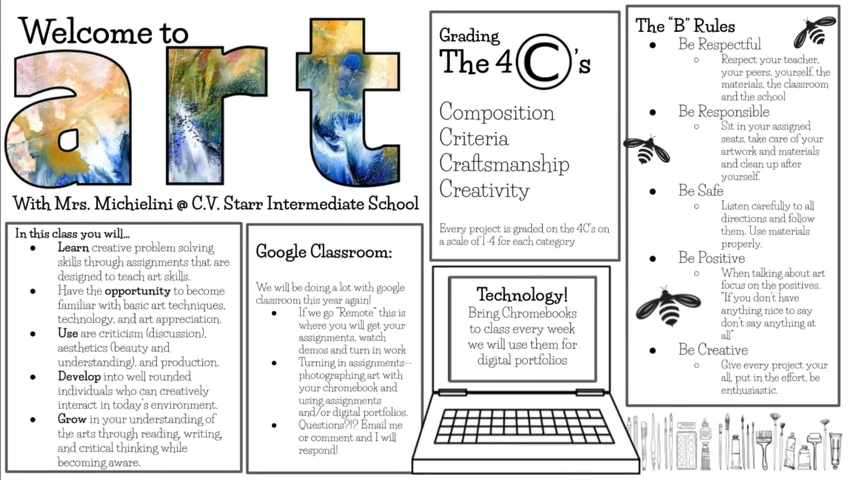 Welcome to
art
With Mrs. Michielini @ C.V. Starr Intermediate School
In this class you will...
Learn creative problem solving
skills through assignments that are
designed to teach art skills.
Have the opportunity to become
familiar with basic art techniques,
technology, and art appreciation.
Use are criticism (discussion),
aesthetics (beauty and
understanding), and production.
Develop into well rounded
individuals who can creatively
interact in today's environment.
Grow in your understanding of
the arts through reading, writing,
and critical thinking while
becoming aware.
Google Classroom:
We will be doing a lot with google
classroom this year again!
If we go "Remote" this is
where you will get your
assignments, watch
demos and turn in work
Turning in assignments--
photographing art with
your chromebook and
using assignments
and/or digital portfolios.
Questions?!? Email me
or comment and I will
respond!
Grading
The 4 C's
Composition
Criteria
Craftsmanship
Creativity
Every project is graded on the 4C's on
a scale of 1-4 for each category
Technology!
Bring Chromebooks
to class every week
we will use them for
digital portfolios
The "B" Rules
Be Respectful
Respect your teacher,
your peers, yourself, the
materials, the classroom
and the school
Be Responsible
Sit in your assigned
seats, take care of your
artwork and materials
and clean up after
yourself.
Be Safe
Listen carefully to all
directions and follow
them. Use materials
properly.
Be Positive
When talking about art
focus on the positives.
"If you don't have
anything nice to say
don't say anything at
all"
Be Creative
Give every project your
all, put in the effort, be
enthusiastic.